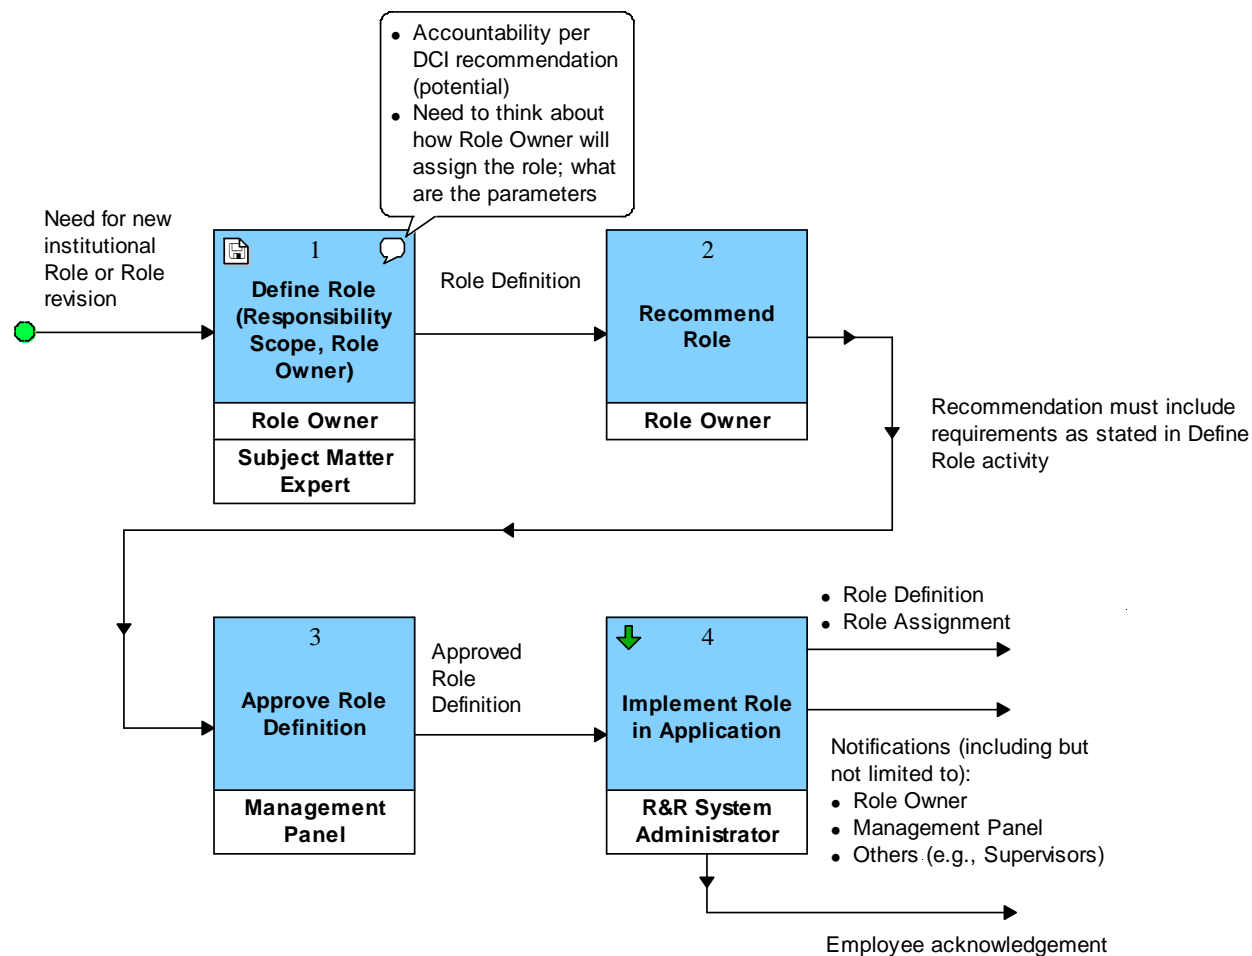 ● Accountability per
DCI recommendation
(potential)
● Need to think about
how Role Owner will
assign the role; what
are the parameters
Need for new
institutional
Role or Role
revision
1
Define Role
(Responsibility
Scope, Role
Owner)
Role Owner
Subject Matter
Expert
Role Definition
2
Recommend
Role
Role Owner
Recommendation must include
requirements as stated in Define
Role activity
3
Approve Role
Definition
Management
Panel
Approved
Role
Definition
4
Implement Role
in Application
R&R System
Administrator
● Role Definition
● Role Assignment
Notifications (including but
not limited to):
● Role Owner
● Management Panel
● Others (e.g., Supervisors)
Employee acknowledgement